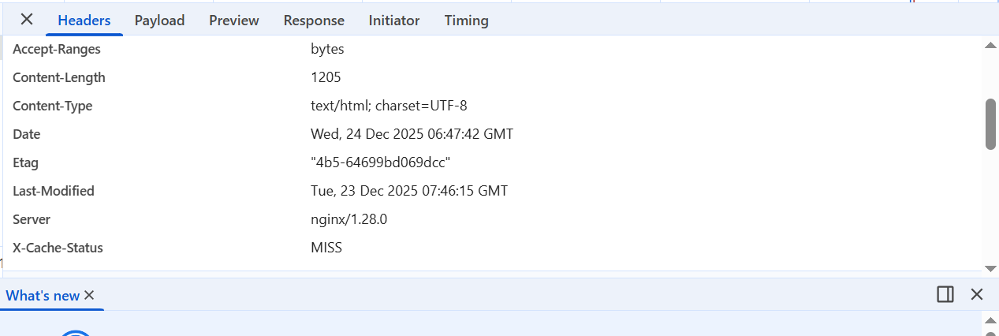 Headers Payload Preview Response Initiator Timing
Accept-Ranges bytes
Content-Length 1205
Content-Type text/html; charset=UTF-8
Date Wed, 24 Dec 2025 06:47:42 GMT
Etag "4b5-64699bd069dcc"
Last-Modified Tue, 23 Dec 2025 07:46:15 GMT
Server nginx/1.28.0
X-Cache-Status MISS
What's new